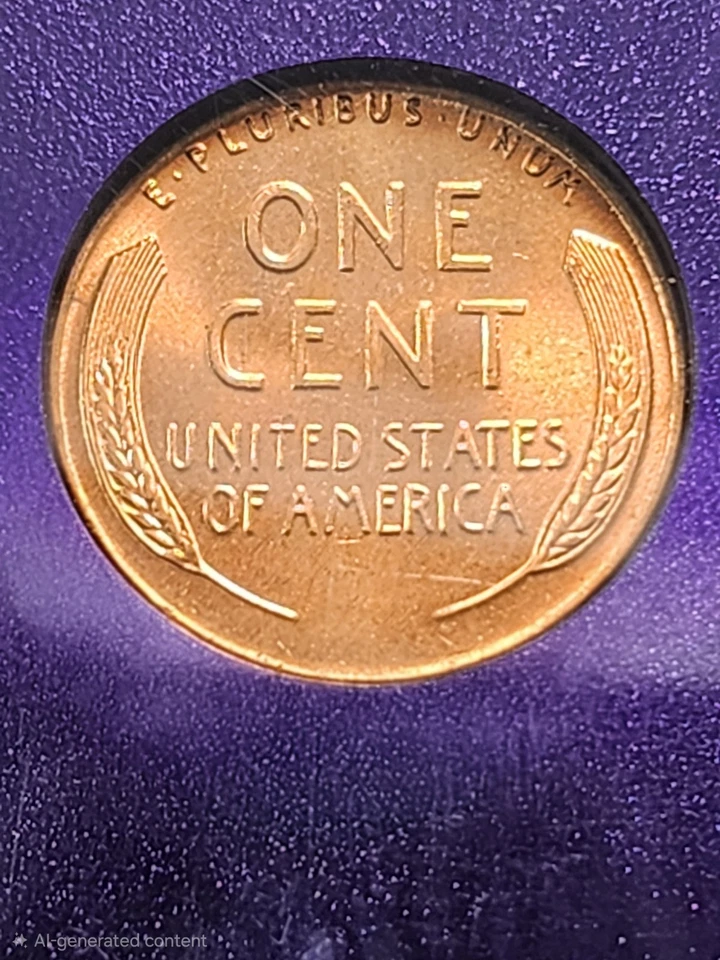 E·PLURIBUS·UNUM
ONE
CENT
UNITED STATES
OF AMERICA
AI-generated content